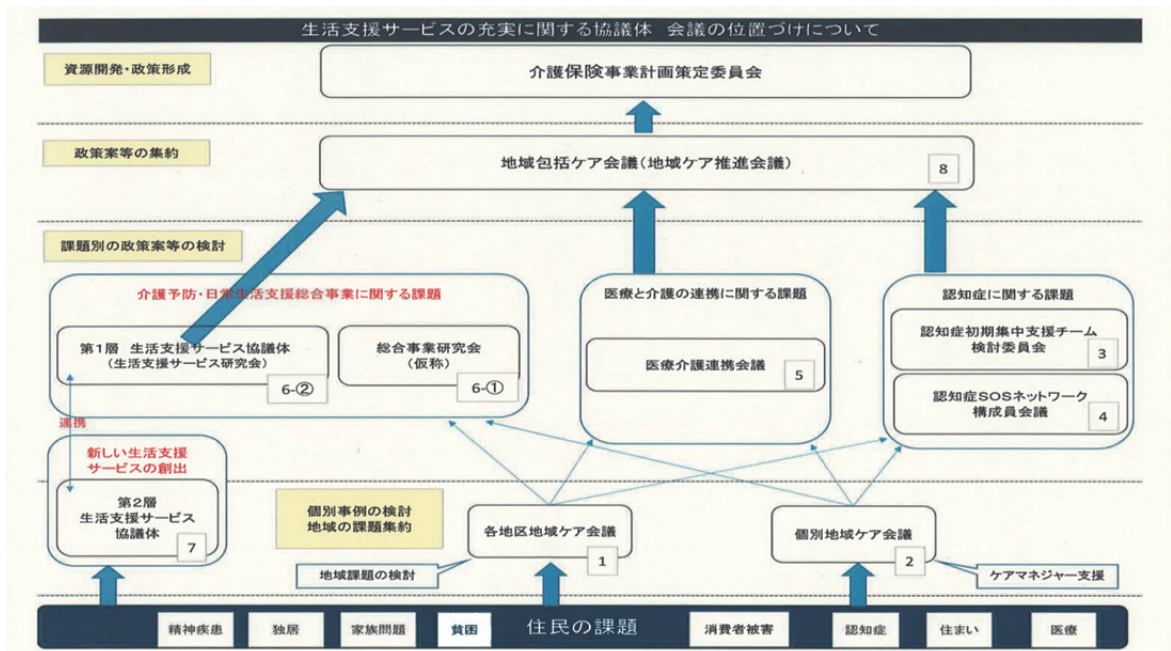 生活支援サービスの充実に関する協議体 会議の位置づけについて
資源開発・政策形成
介護保険事業計画策定委員会
政策案等の集約
地域包括ケア会議(地域ケア推進会議)
8
課題別の政策案等の検討
介護予防・日常生活支援総合事業に関する課題
第1層 生活支援サービス協議体
(生活支援サービス研究会)
6-②
総合事業研究会
(仮称)
6-①
医療と介護の連携に関する課題
医療介護連携会議
5
認知症に関する課題
認知症初期集中支援チーム
検討委員会
3
認知症SOSネットワーク
構成員会議
4
連携
新しい生活支援
サービスの創出
第2層
生活支援サービス
協議体
7
個別事例の検討
地域の課題集約
各地区地域ケア会議
1
地域課題の検討
個別地域ケア会議
2
ケアマネジャー支援
精神疾患
独居
家族問題
貧困
住民の課題
消費者被害
認知症
住まい
医療